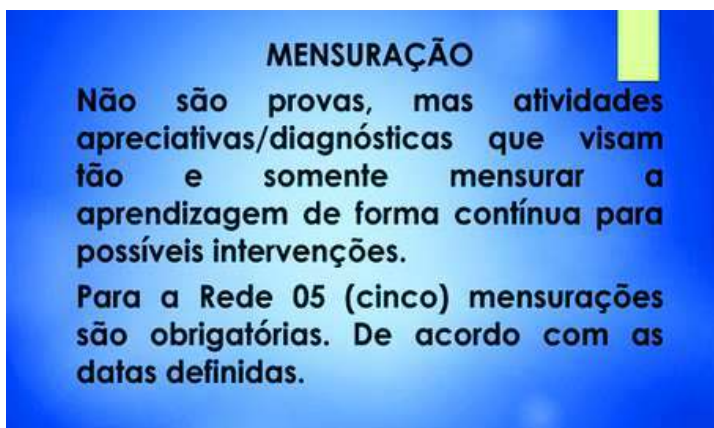 MENSURAÇÃO
Não são provas, mas atividades
apreciativas/diagnósticas que visam
tão e somente mensurar a
aprendizagem de forma contínua para
possíveis intervenções.
Para a Rede 05 (cinco) mensurações
são obrigatórias. De acordo com as
datas definidas.